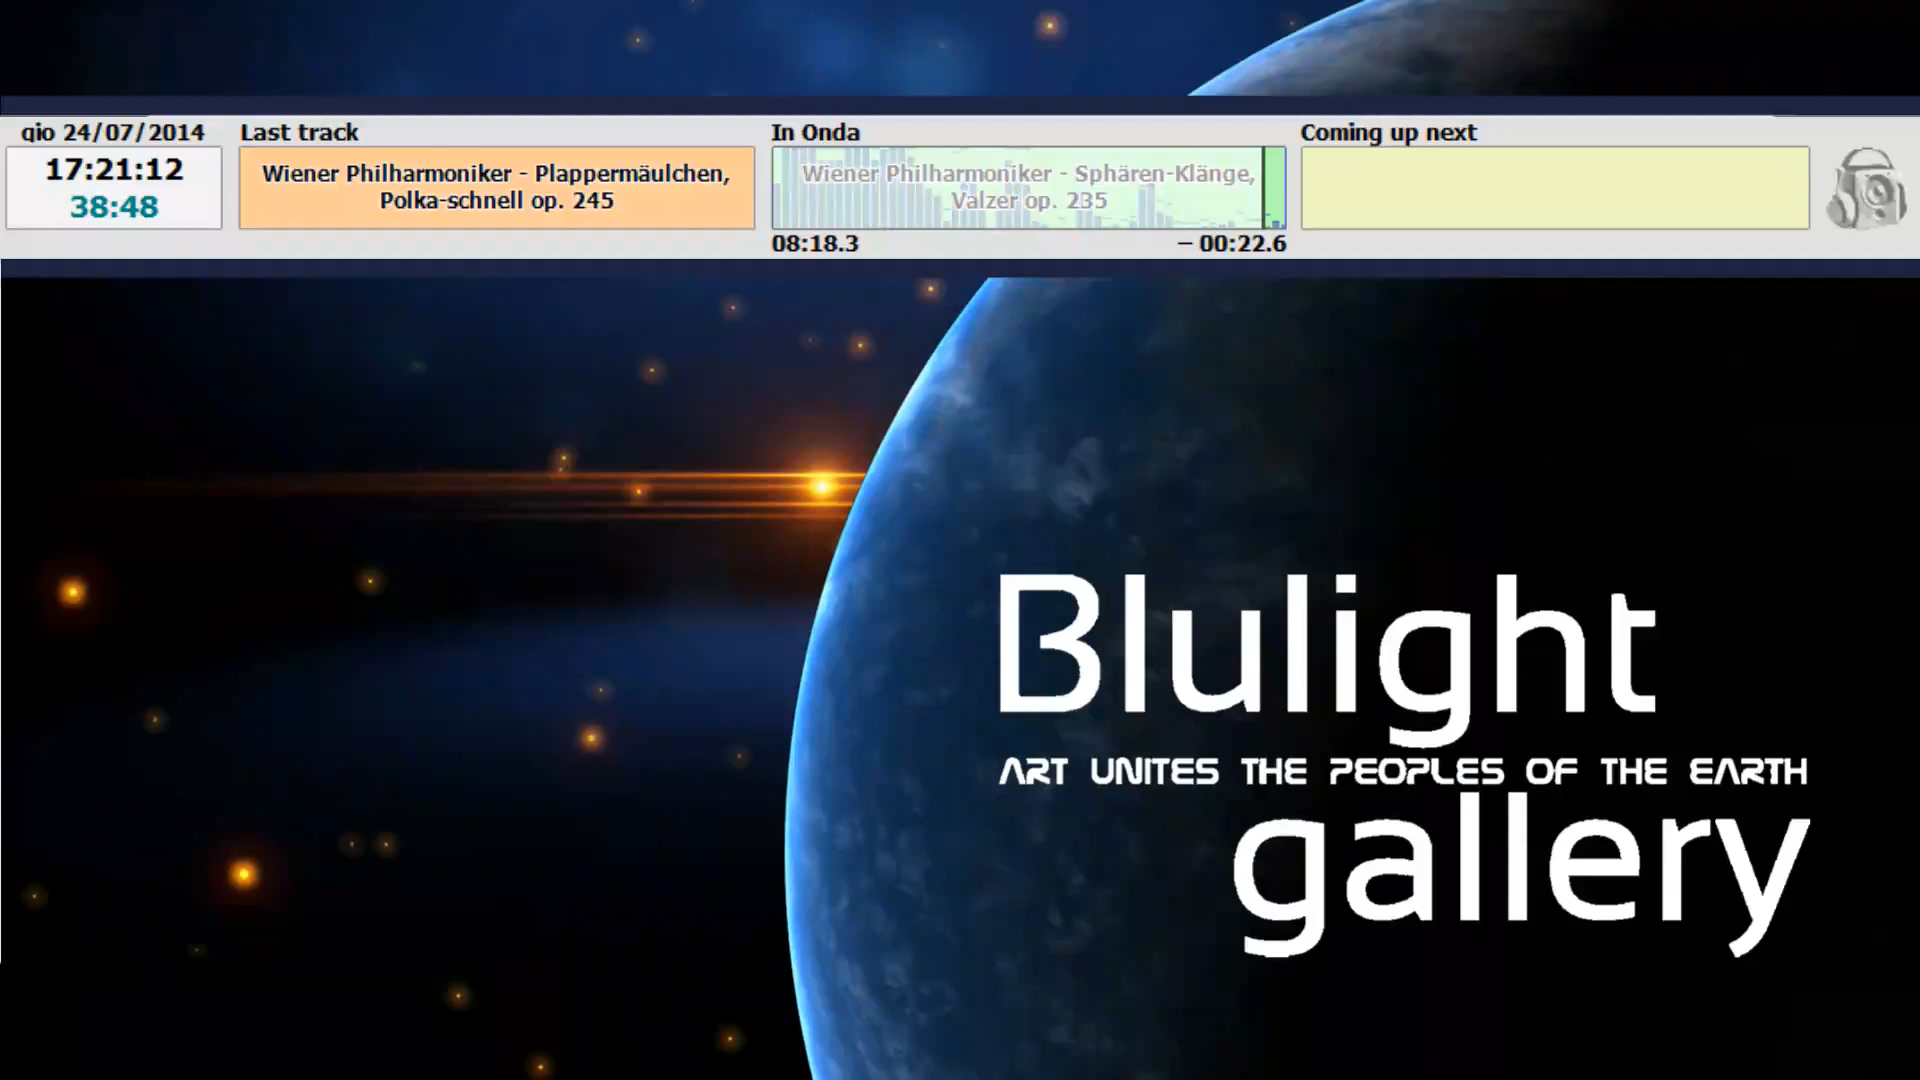 gio 24/07/2014
17:21:12
38:48
Last track
Wiener Philharmoniker - Plappermäulchen,
Polka-schnell op. 245
In Onda
Wiener Philharmoniker - Sphären-Klänge,
Valzer op. 235
08:18.3
– 00:22.6
Coming up next
Blulight
ART UNITES THE PEOPLES OF THE EARTH
gallery